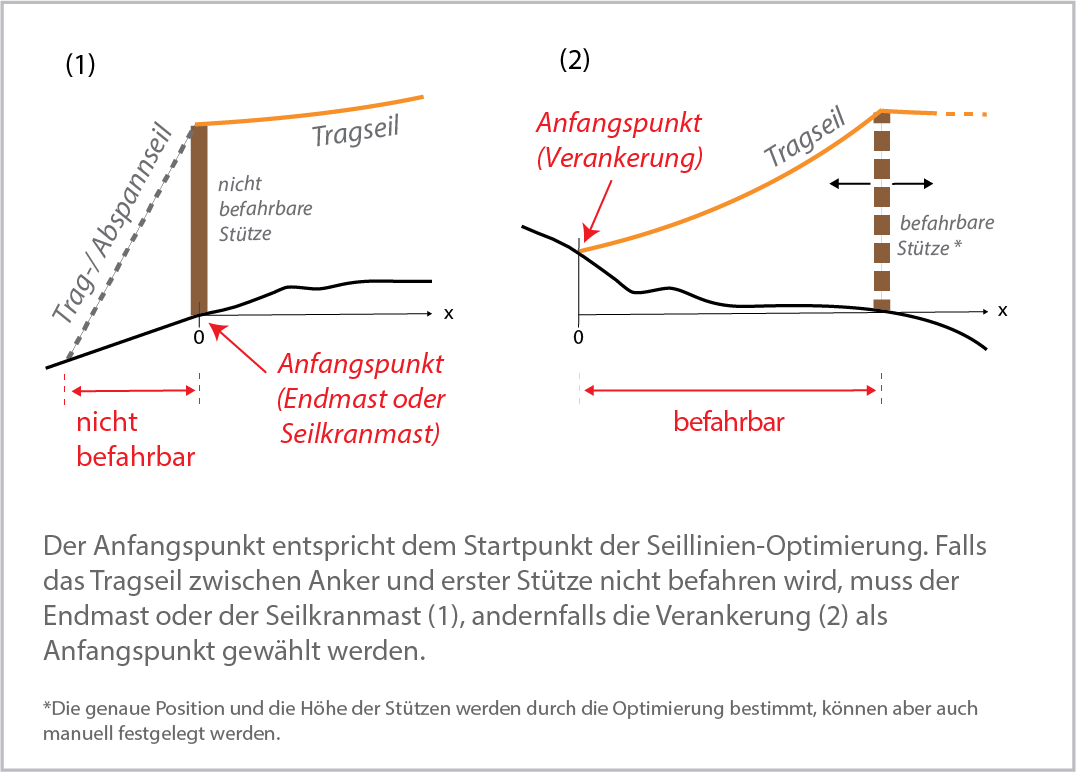 (1)
Tragseil
Trag-/Abspannseil
nicht
befahrbare
Stütze
x
0
Anfangspunkt
(Endmast oder
Seilkranmast)
nicht
befahrbar
(2)
Anfangspunkt
(Verankerung)
Tragseil
befahrbare
Stütze *
x
0
befahrbar
Der Anfangspunkt entspricht dem Startpunkt der Seillinien-Optimierung. Falls
das Tragseil zwischen Anker und erster Stütze nicht befahren wird, muss der
Endmast oder der Seilkranmast (1), andernfalls die Verankerung (2) als
Anfangspunkt gewählt werden.
*Die genaue Position und die Höhe der Stützen werden durch die Optimierung bestimmt, können aber auch
manuell festgelegt werden.